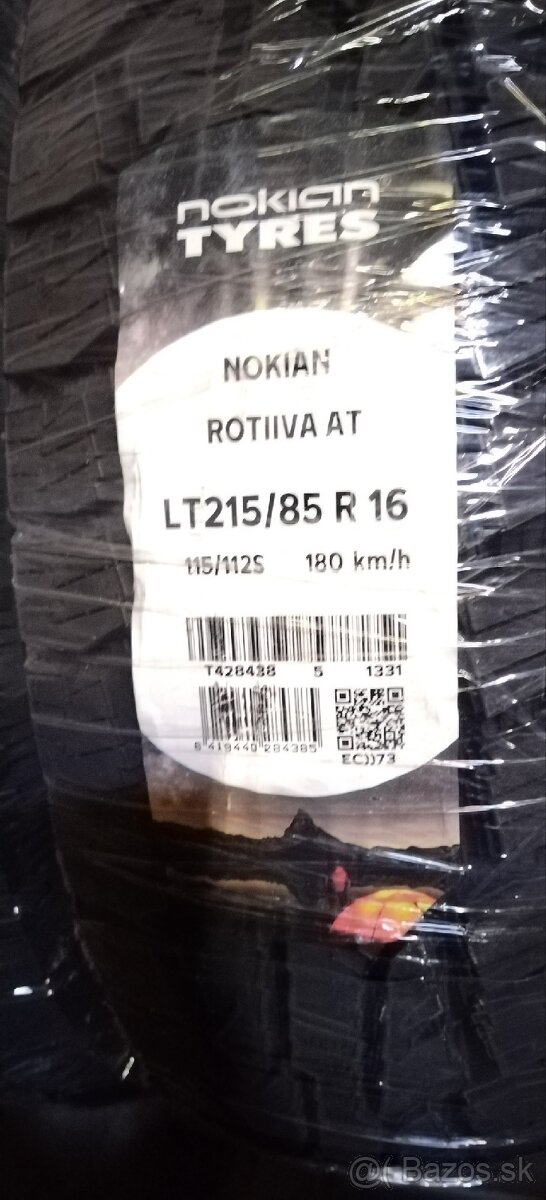 nokian
TYRES
NOKIAN
ROTIIVA AT
LT215/85 R 16
115/112S 180 km/h
T428438 5 1331
6 419440 284385
EC))73
@( Bazos.sk